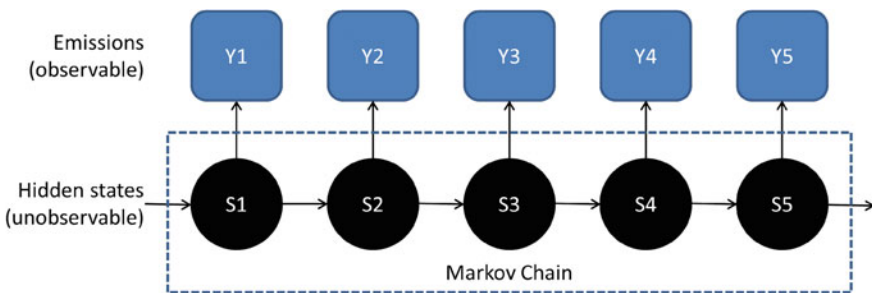 Emissions
(observable)
Y1 Y2 Y3 Y4 Y5
Hidden states
(unobservable)
S1 S2 S3 S4 S5
Markov Chain